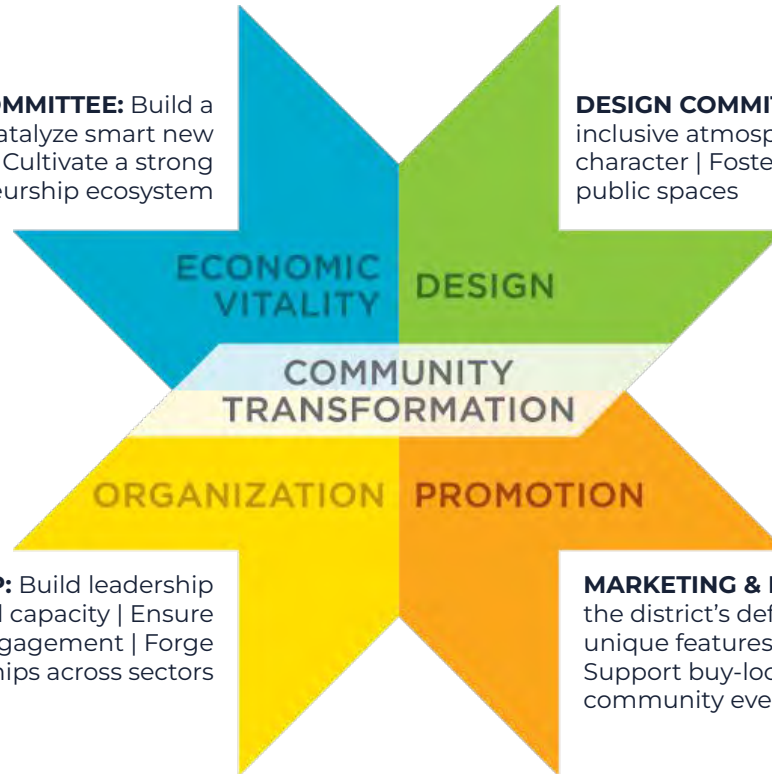 OMMITTEE: Build a
atalyze smart new
Cultivate a strong
eurship ecosystem
DESIGN COMMIT
inclusive atmosp
character | Foste
public spaces
ECONOMIC
VITALITY
DESIGN
COMMUNITY
TRANSFORMATION
ORGANIZATION
PROMOTION
P: Build leadership
l capacity | Ensure
gagement | Forge
hips across sectors
MARKETING &
the district's def
unique features
Support buy-loc
community eve